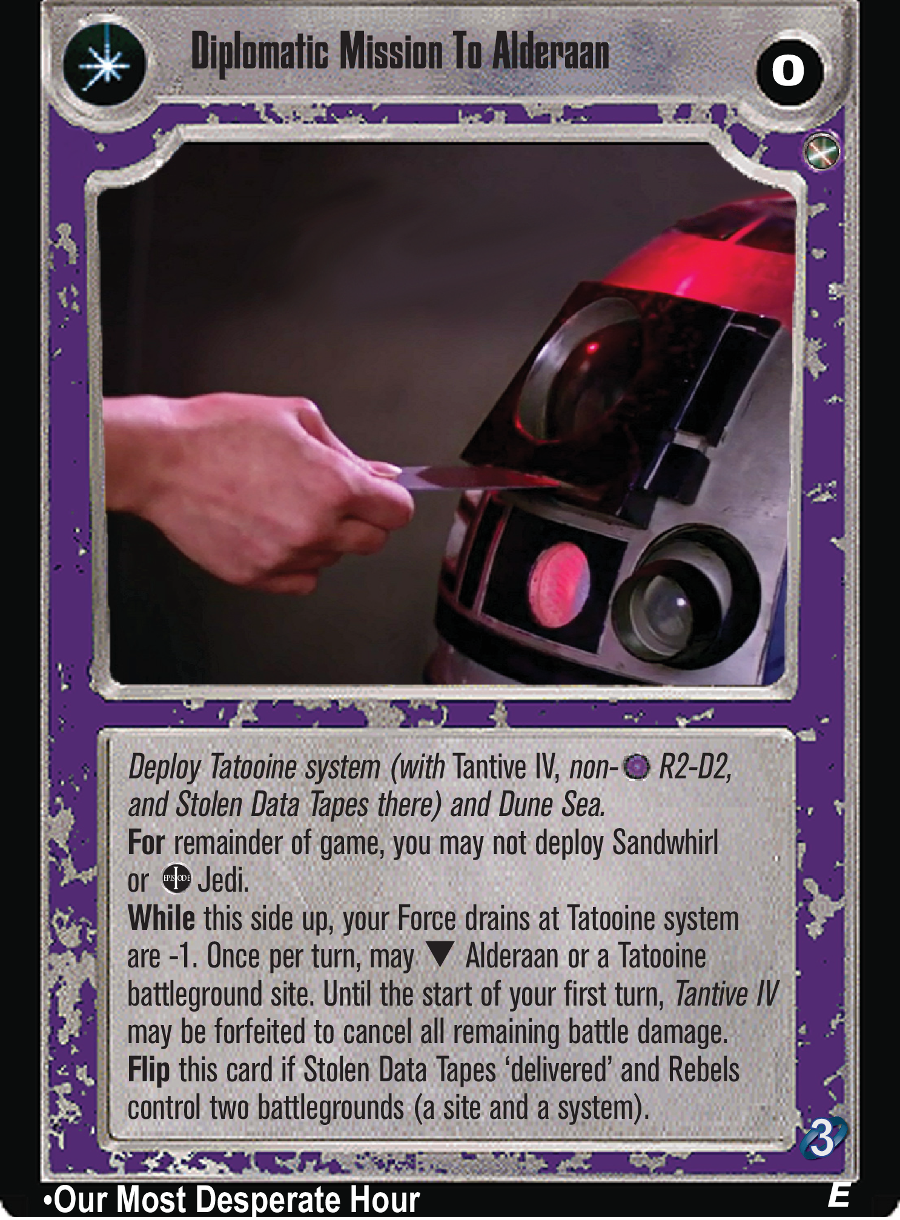 Diplomatic Mission To Alderaan
0
Deploy Tatooine system (with Tantive IV, non- R2-D2,
and Stolen Data Tapes there) and Dune Sea.
For remainder of game, you may not deploy Sandwhirl
or EPISODE I Jedi.
While this side up, your Force drains at Tatooine system
are -1. Once per turn, may ▼ Alderaan or a Tatooine
battleground site. Until the start of your first turn, Tantive IV
may be forfeited to cancel all remaining battle damage.
Flip this card if Stolen Data Tapes ‘delivered’ and Rebels
control two battlegrounds (a site and a system).
3
•Our Most Desperate Hour
E